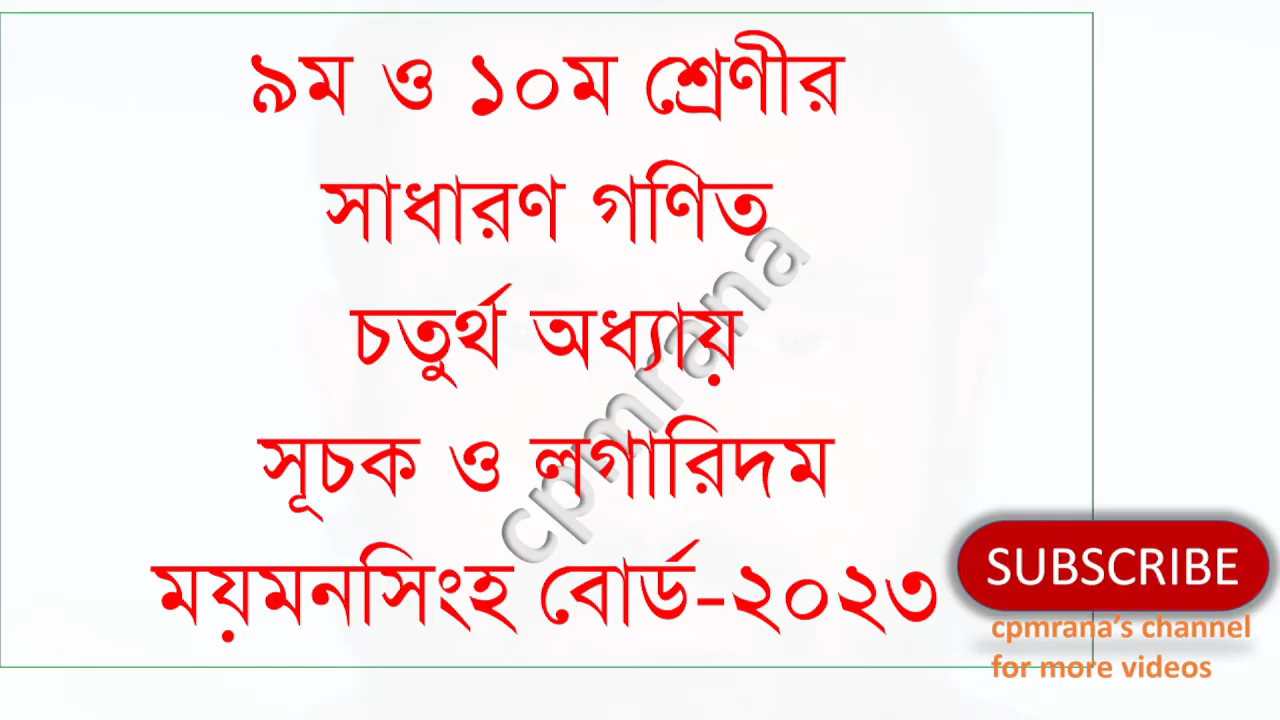 ৯ম ও ১০ম শ্রেণীর
সাধারণ গণিত
চতুর্থ অধ্যায়
সূচক ও লগারিদম
ময়মনসিংহ বোর্ড-২০২৩
cpmrana
SUBSCRIBE
cpmrana's channel
for more videos